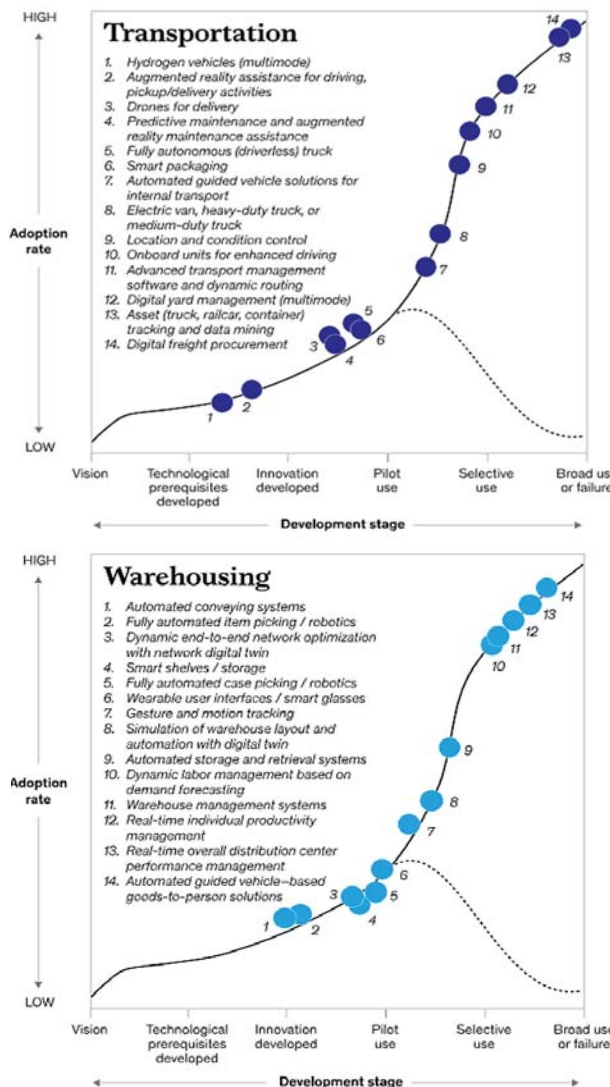 HIGH
Transportation
1. Hydrogen vehicles (multimode)
2. Augmented reality assistance for driving,
pickup/delivery activities
3. Drones for delivery
4. Predictive maintenance and augmented
reality maintenance assistance
5. Fully autonomous (driverless) truck
6. Smart packaging
7. Automated guided vehicle solutions for
internal transport
8. Electric van, heavy-duty truck, or
medium-duty truck
9. Location and condition control
10. Onboard units for enhanced driving
11. Advanced transport management
software and dynamic routing
12. Digital yard management (multimode)
13. Asset (truck, railcar, container)
tracking and data mining
14. Digital freight procurement
Adoption
rate
14
13
12
11
10
9
8
7
5
6
3
4
2
1
LOW
Vision
Technological
prerequisites
developed
Innovation
developed
Pilot
use
Selective
use
Broad use
or failure
Development stage
HIGH
Warehousing
1. Automated conveying systems
2. Fully automated item picking / robotics
3. Dynamic end-to-end network optimization
with network digital twin
4. Smart shelves / storage
5. Fully automated case picking / robotics
6. Wearable user interfaces / smart glasses
7. Gesture and motion tracking
8. Simulation of warehouse layout and
automation with digital twin
9. Automated storage and retrieval systems
10. Dynamic labor management based on
demand forecasting
11. Warehouse management systems
12. Real-time individual productivity
management
13. Real-time overall distribution center
performance management
14. Automated guided vehicle–based
goods-to-person solutions
Adoption
rate
14
13
12
11
10
9
8
7
6
5
3
4
1
2
LOW
Vision
Technological
prerequisites
developed
Innovation
developed
Pilot
use
Selective
use
Broad use
or failure
Development stage